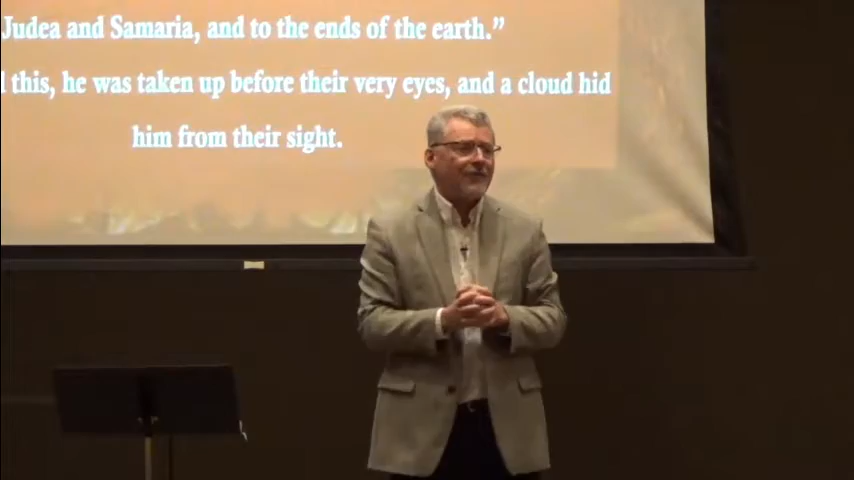 Judea and Samaria, and to the ends of the earth.”
this, he was taken up before their very eyes, and a cloud hid
him from their sight.